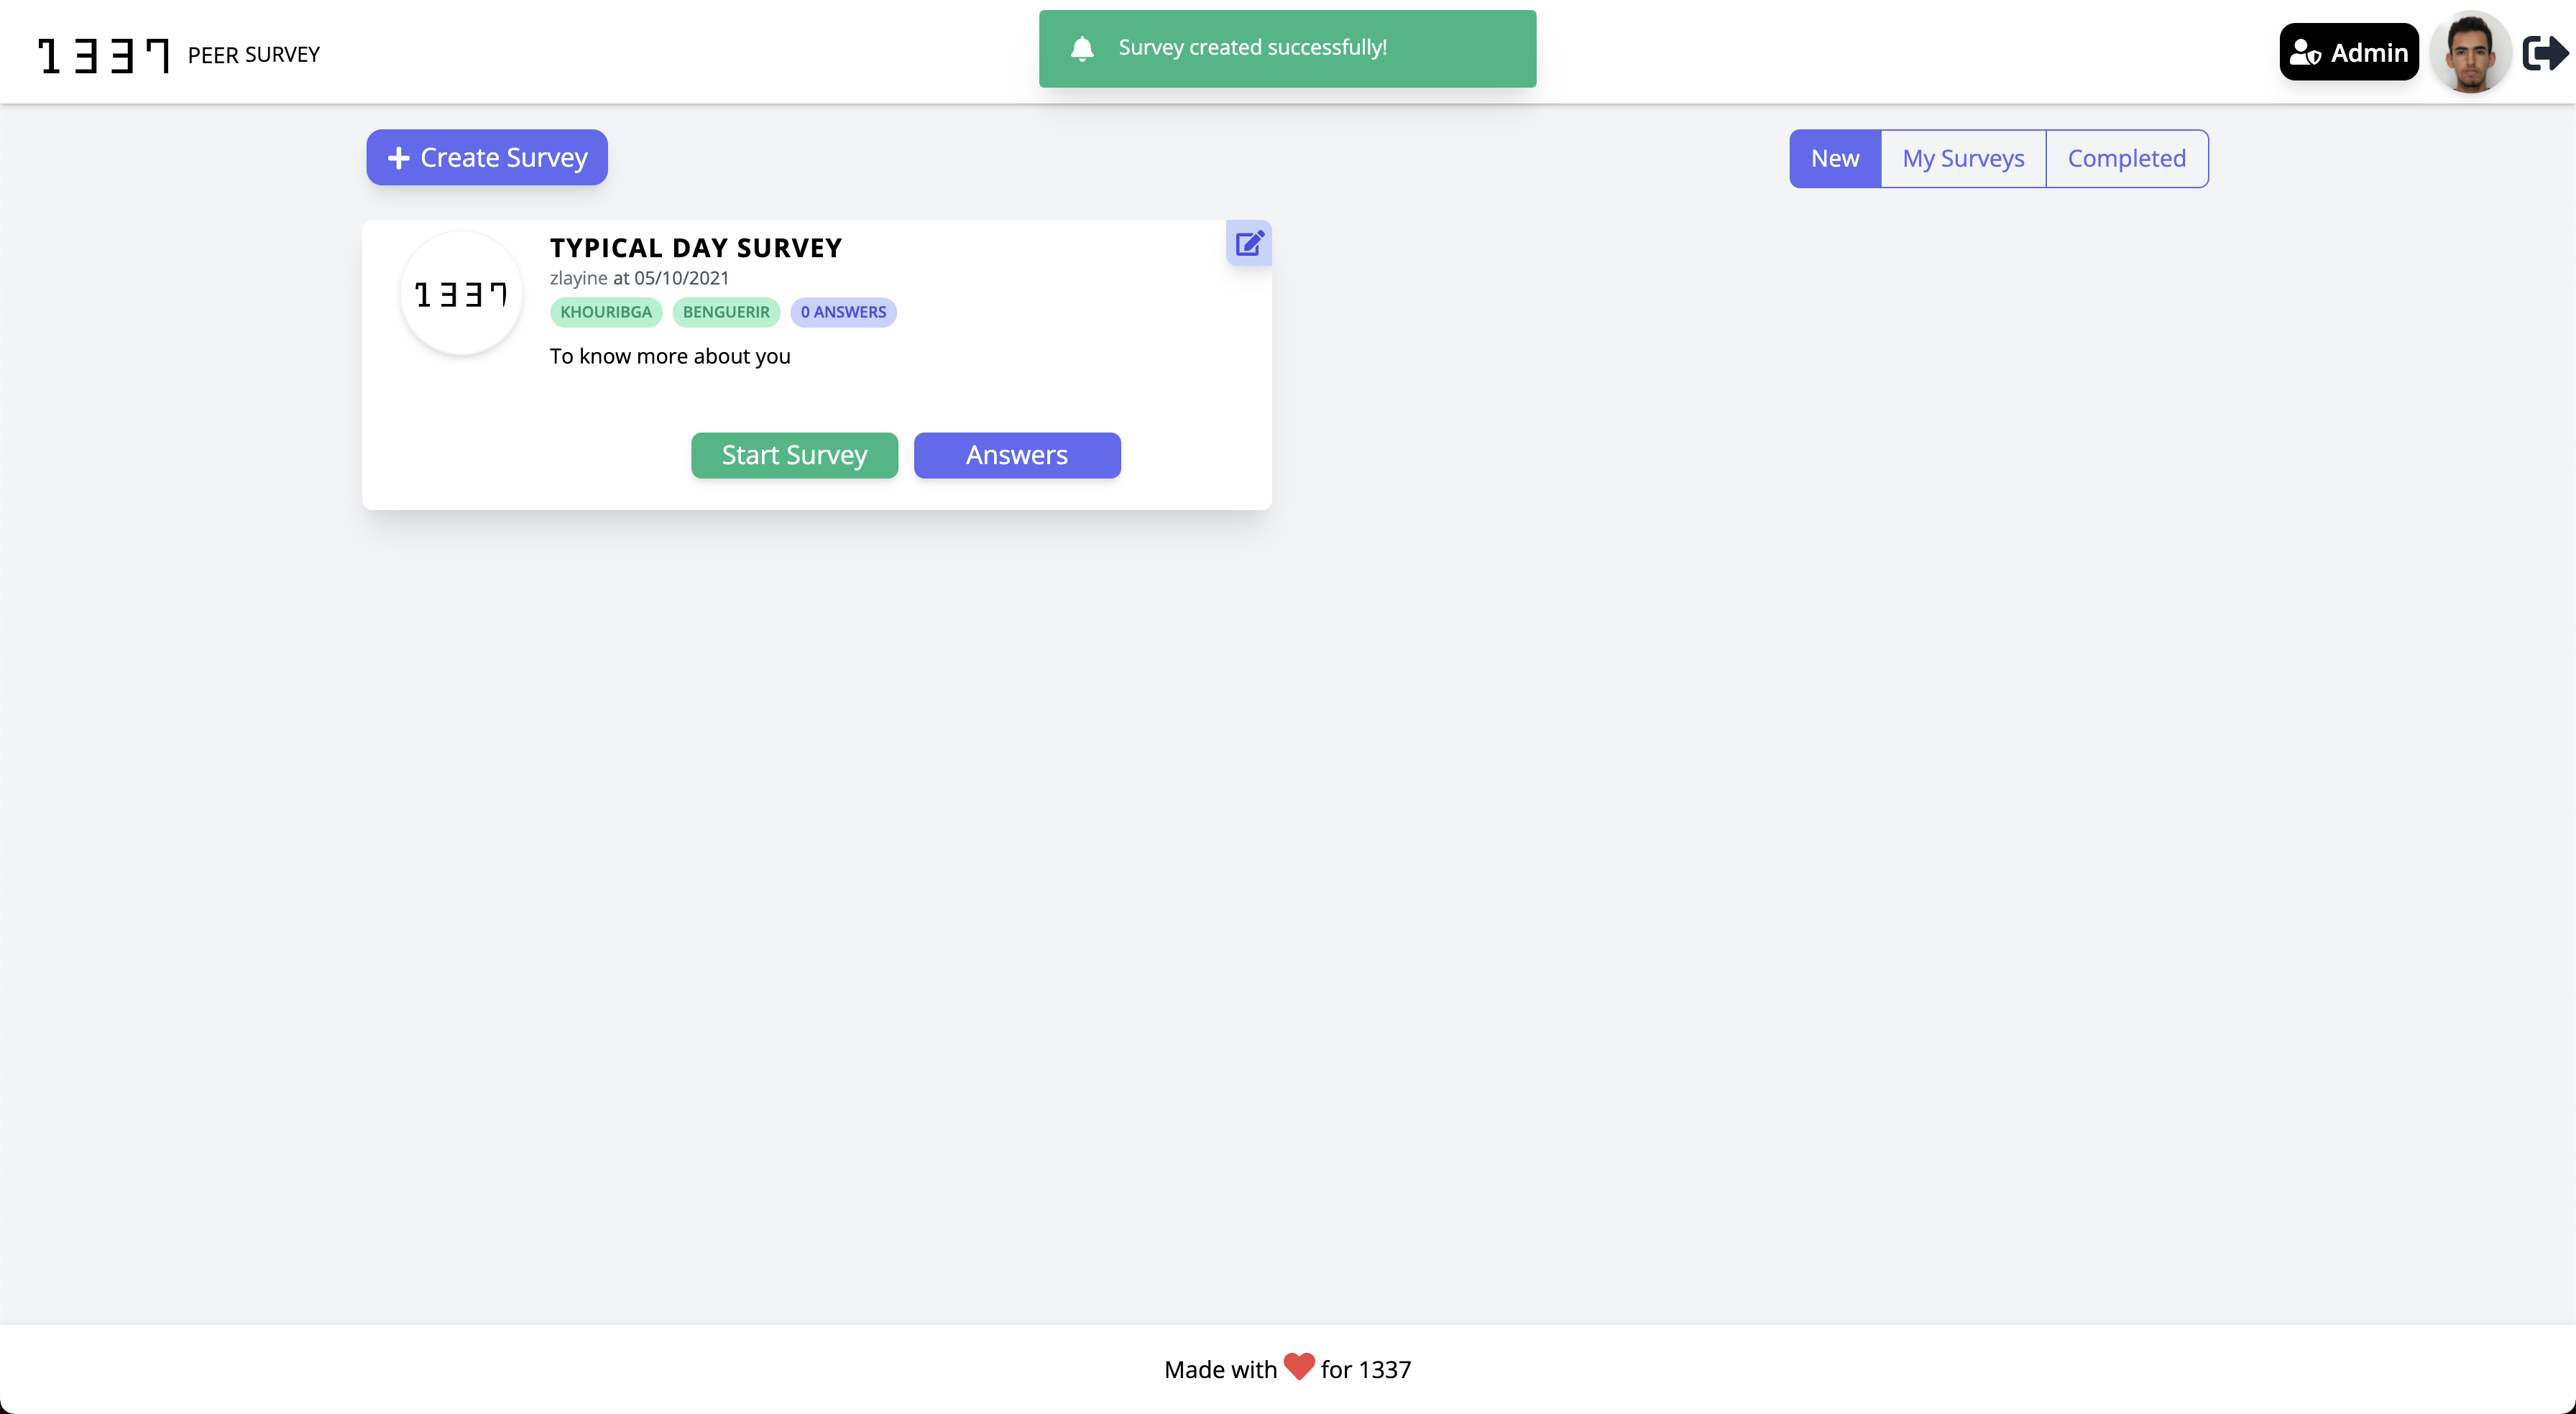 1337 PEER SURVEY
Survey created successfully!
Admin
Create Survey
New
My Surveys
Completed
TYPICAL DAY SURVEY
zlayine at 05/10/2021
1337
KHOURIBGA BENGUERIR 0 ANSWERS
To know more about you
Start Survey
Answers
Made with for 1337